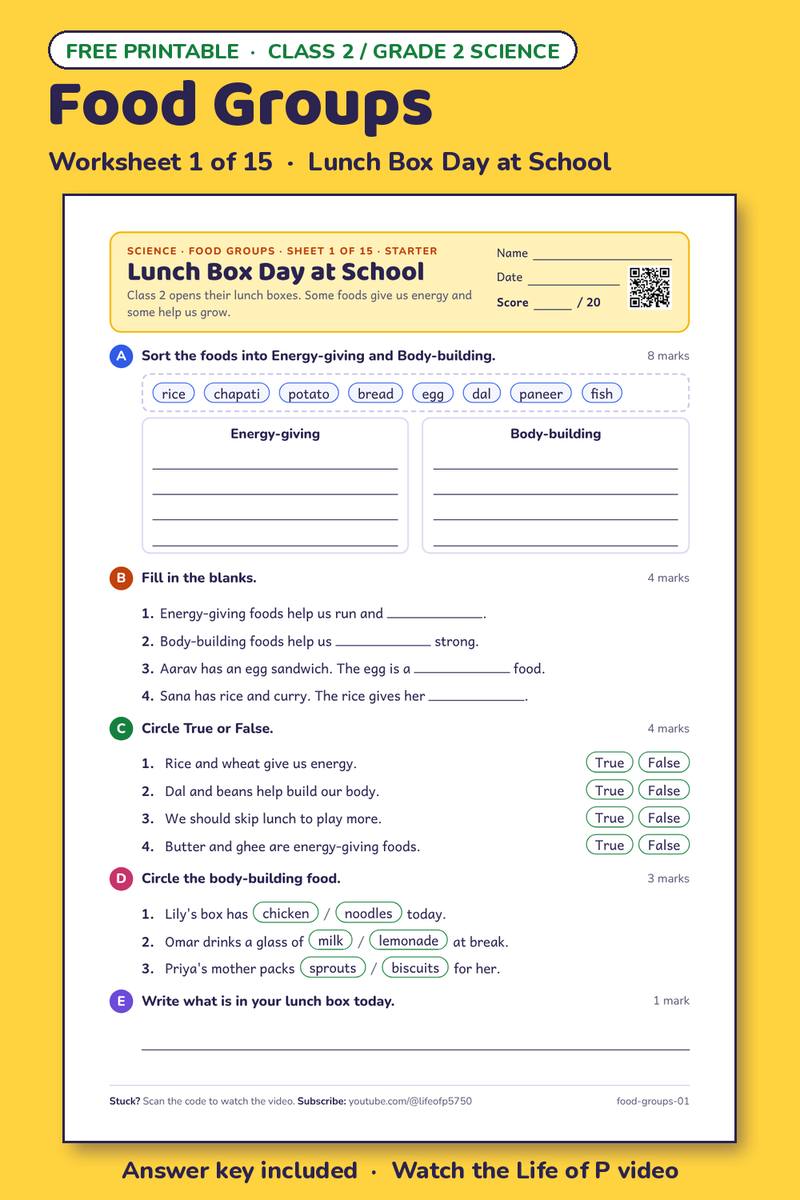 FREE PRINTABLE · CLASS 2 / GRADE 2 SCIENCE
Food Groups
Worksheet 1 of 15 · Lunch Box Day at School
SCIENCE · FOOD GROUPS · SHEET 1 OF 15 · STARTER
Lunch Box Day at School
Class 2 opens their lunch boxes. Some foods give us energy and
some help us grow.
Name ____________
Date ____________
Score _____ / 20
A Sort the foods into Energy-giving and Body-building. 8 marks
rice chapati potato bread egg dal paneer fish
Energy-giving Body-building
B Fill in the blanks. 4 marks
1. Energy-giving foods help us run and ____________.
2. Body-building foods help us ____________ strong.
3. Aarav has an egg sandwich. The egg is a ____________ food.
4. Sana has rice and curry. The rice gives her ____________.
C Circle True or False. 4 marks
1. Rice and wheat give us energy. True False
2. Dal and beans help build our body. True False
3. We should skip lunch to play more. True False
4. Butter and ghee are energy-giving foods. True False
D Circle the body-building food. 3 marks
1. Lily's box has chicken / noodles today.
2. Omar drinks a glass of milk / lemonade at break.
3. Priya's mother packs sprouts / biscuits for her.
E Write what is in your lunch box today. 1 mark
Stuck? Scan the code to watch the video. Subscribe: youtube.com/@lifeofp5750 food-groups-01
Answer key included · Watch the Life of P video